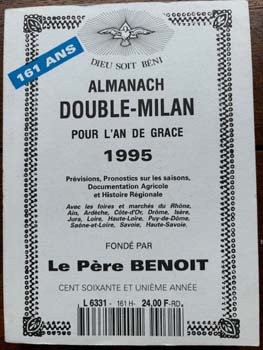 161 ANS
DIEU SOIT BÉNI
ALMANACH
DOUBLE-MILAN
POUR L'AN DE GRACE
1995
Prévisions, Pronostics sur les saisons,
Documentation Agricole
et Histoire Régionale
Avec les foires et marchés du Rhône,
Ain, Ardèche, Côte-d'Or, Drôme, Isère,
Jura, Loire, Haute-Loire, Puy-de-Dôme,
Saône-et-Loire, Savoie, Haute-Savoie.
FONDÉ PAR
Le Père BENOIT
CENT SOIXANTE ET UNIÈME ANNÉE
L 6331 - 161 H- 24,00 F-RD